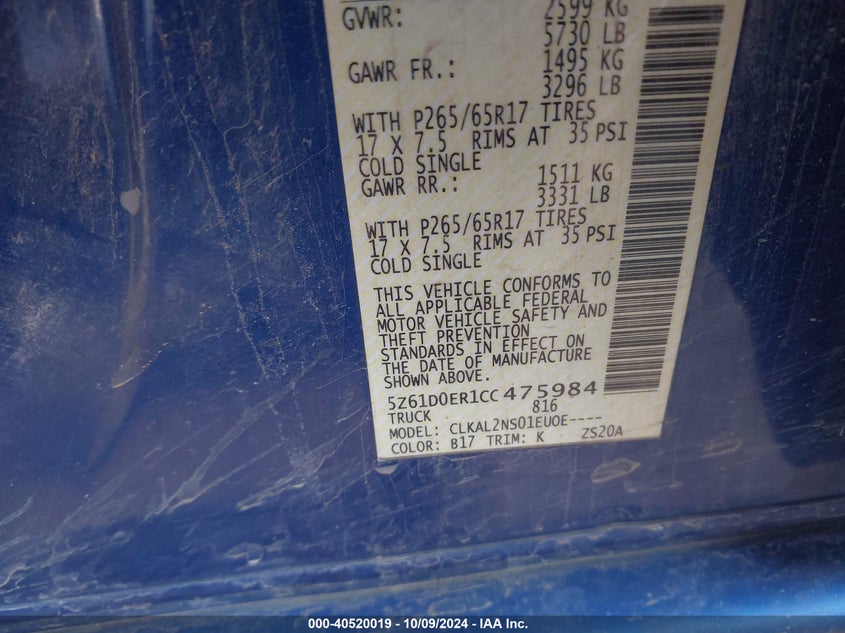 GVWR: 2599 KG
5730 LB
GAWR FR.: 1495 KG
3296 LB
WITH P265/65R17 TIRES
17 X 7.5 RIMS AT 35 PSI
COLD SINGLE
GAWR RR.: 1511 KG
3331 LB
WITH P265/65R17 TIRES
17 X 7.5 RIMS AT 35 PSI
COLD SINGLE
THIS VEHICLE CONFORMS TO
ALL APPLICABLE FEDERAL
MOTOR VEHICLE SAFETY AND
THEFT PREVENTION
STANDARDS IN EFFECT ON
THE DATE OF MANUFACTURE
SHOWN ABOVE.
5Z61D0ER1CC 475984
TRUCK 816
MODEL: CLKAL2NS01EUOE----
COLOR: B17 TRIM: K ZS20A
000-40520019 - 10/09/2024 - IAA Inc.